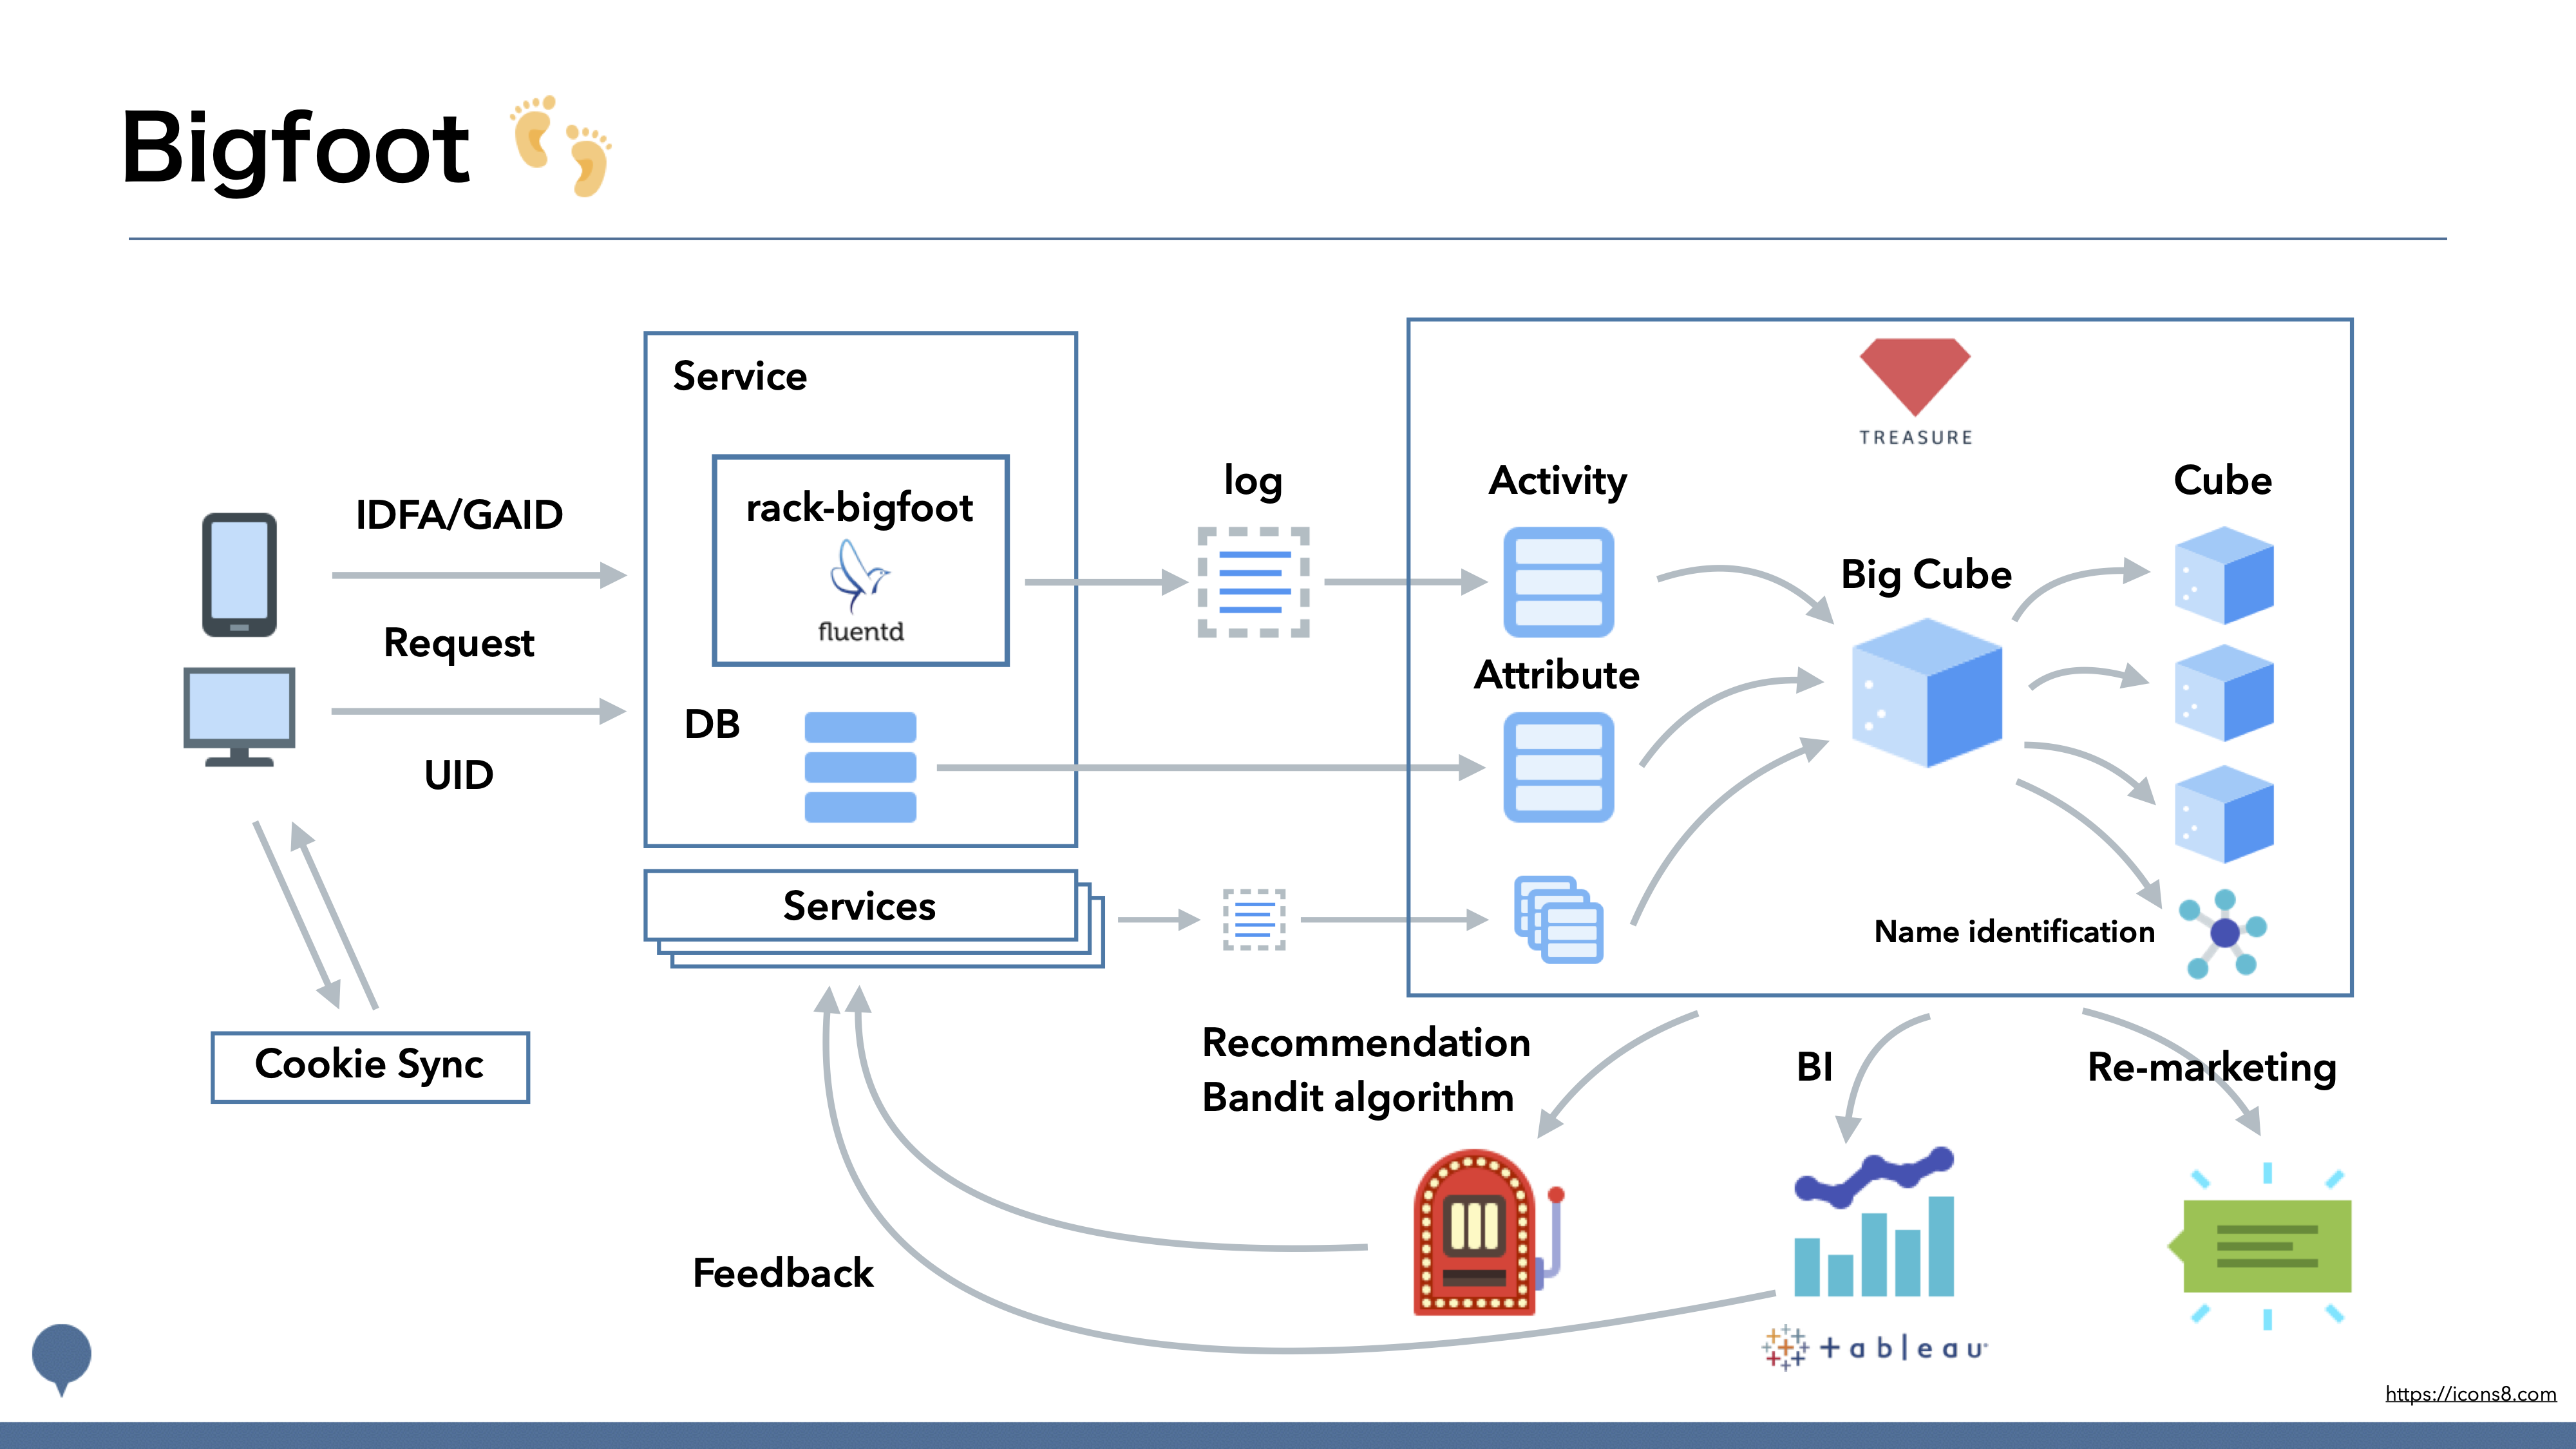 Bigfoot
Service
rack-bigfoot
fluentd
DB
IDFA/GAID
Request
UID
Cookie Sync
Services
log
TREASURE
Activity
Attribute
Big Cube
Cube
Name identification
Recommendation
Bandit algorithm
BI
Re-marketing
Feedback
+ableau
https://icons8.com